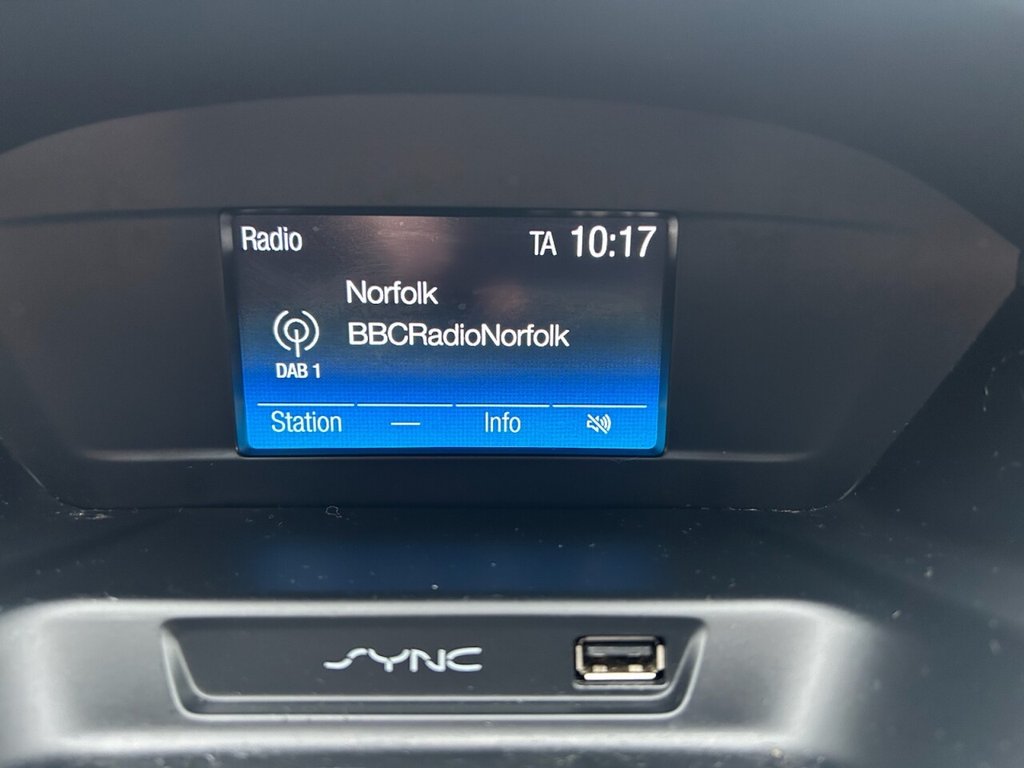 Radio TA 10:17
Norfolk
BBCRadioNorfolk
DAB 1
Station — Info
SYNC